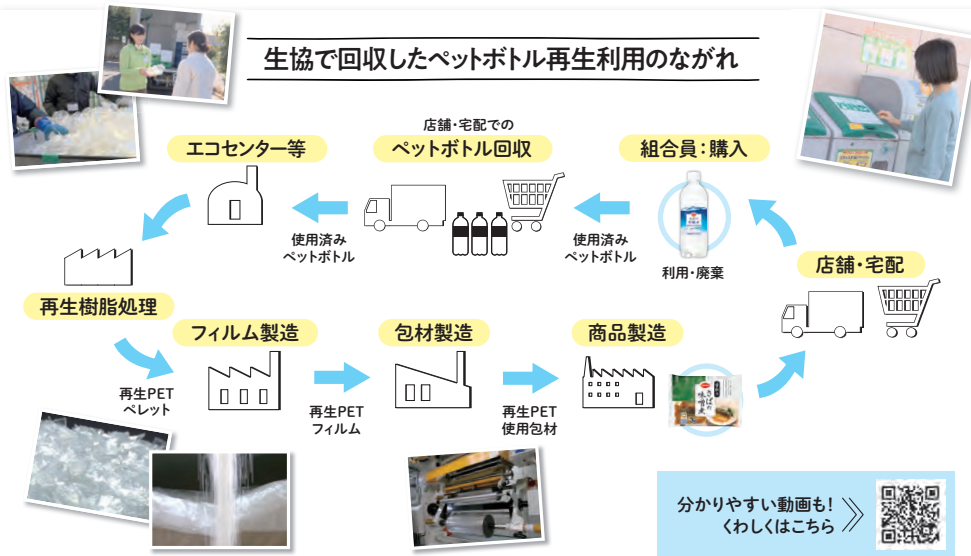 生協で回収したペットボトル再生利用のながれ
店舗・宅配での
エコセンター等
ペットボトル回収
組合員：購入
使用済み
ペットボトル
使用済み
ペットボトル
利用・廃棄
店舗・宅配
再生樹脂処理
フィルム製造
包材製造
商品製造
再生PET
ペレット
再生PET
フィルム
再生PET
使用包材
さばの
味噌煮
分かりやすい動画も！
くわしくはこちら